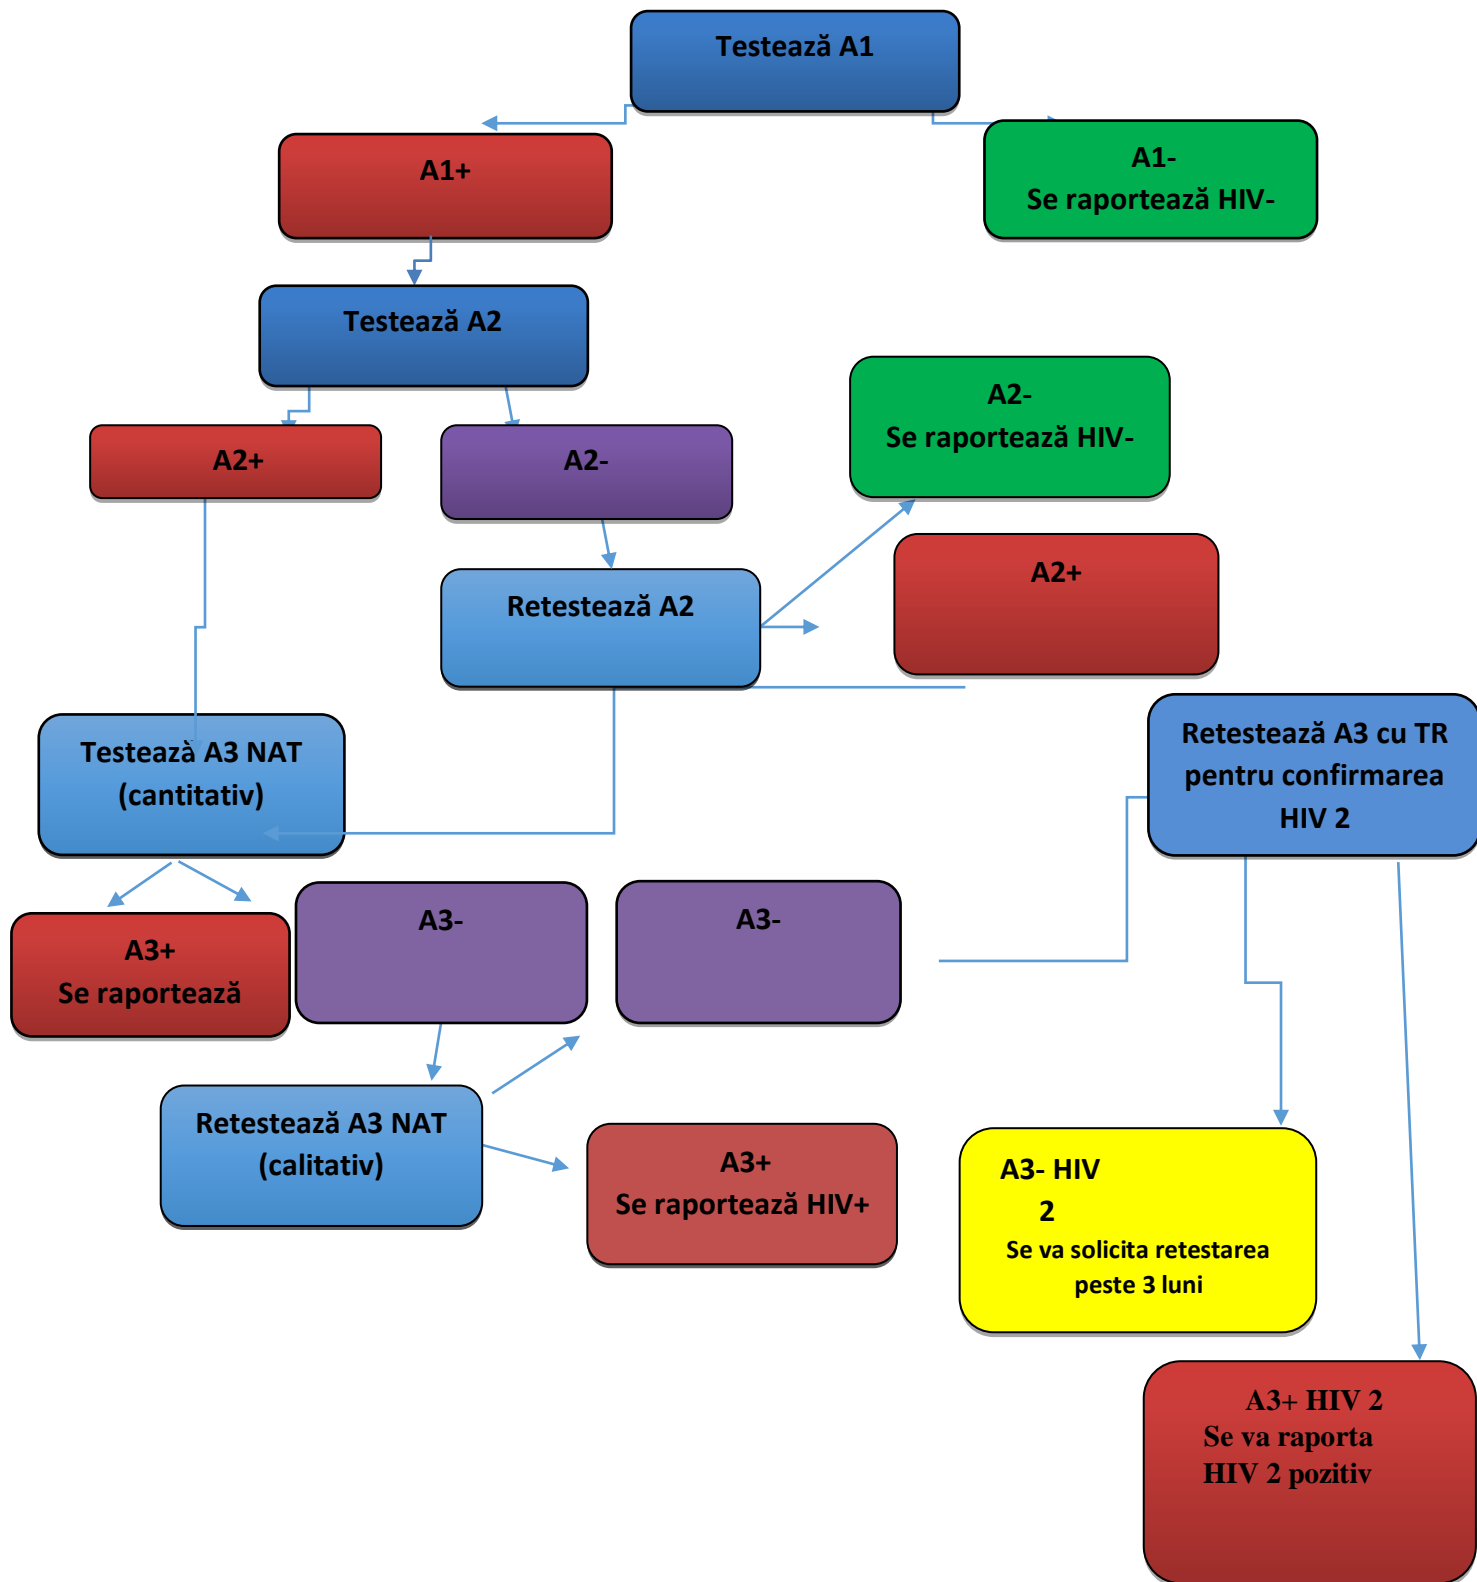 Testează A1
A1+
A1-
Se raportează HIV-
Testează A2
A2-
Se raportează HIV-
A2+
A2-
A2+
Retestează A2
Testează A3 NAT
(cantitativ)
Retestează A3 cu TR
pentru confirmarea
HIV 2
A3+
Se raportează
A3-
A3-
Retestează A3 NAT
(calitativ)
A3+
Se raportează HIV+
A3- HIV
2
Se va solicita retestarea
peste 3 luni
A3+ HIV 2
Se va raporta
HIV 2 pozitiv